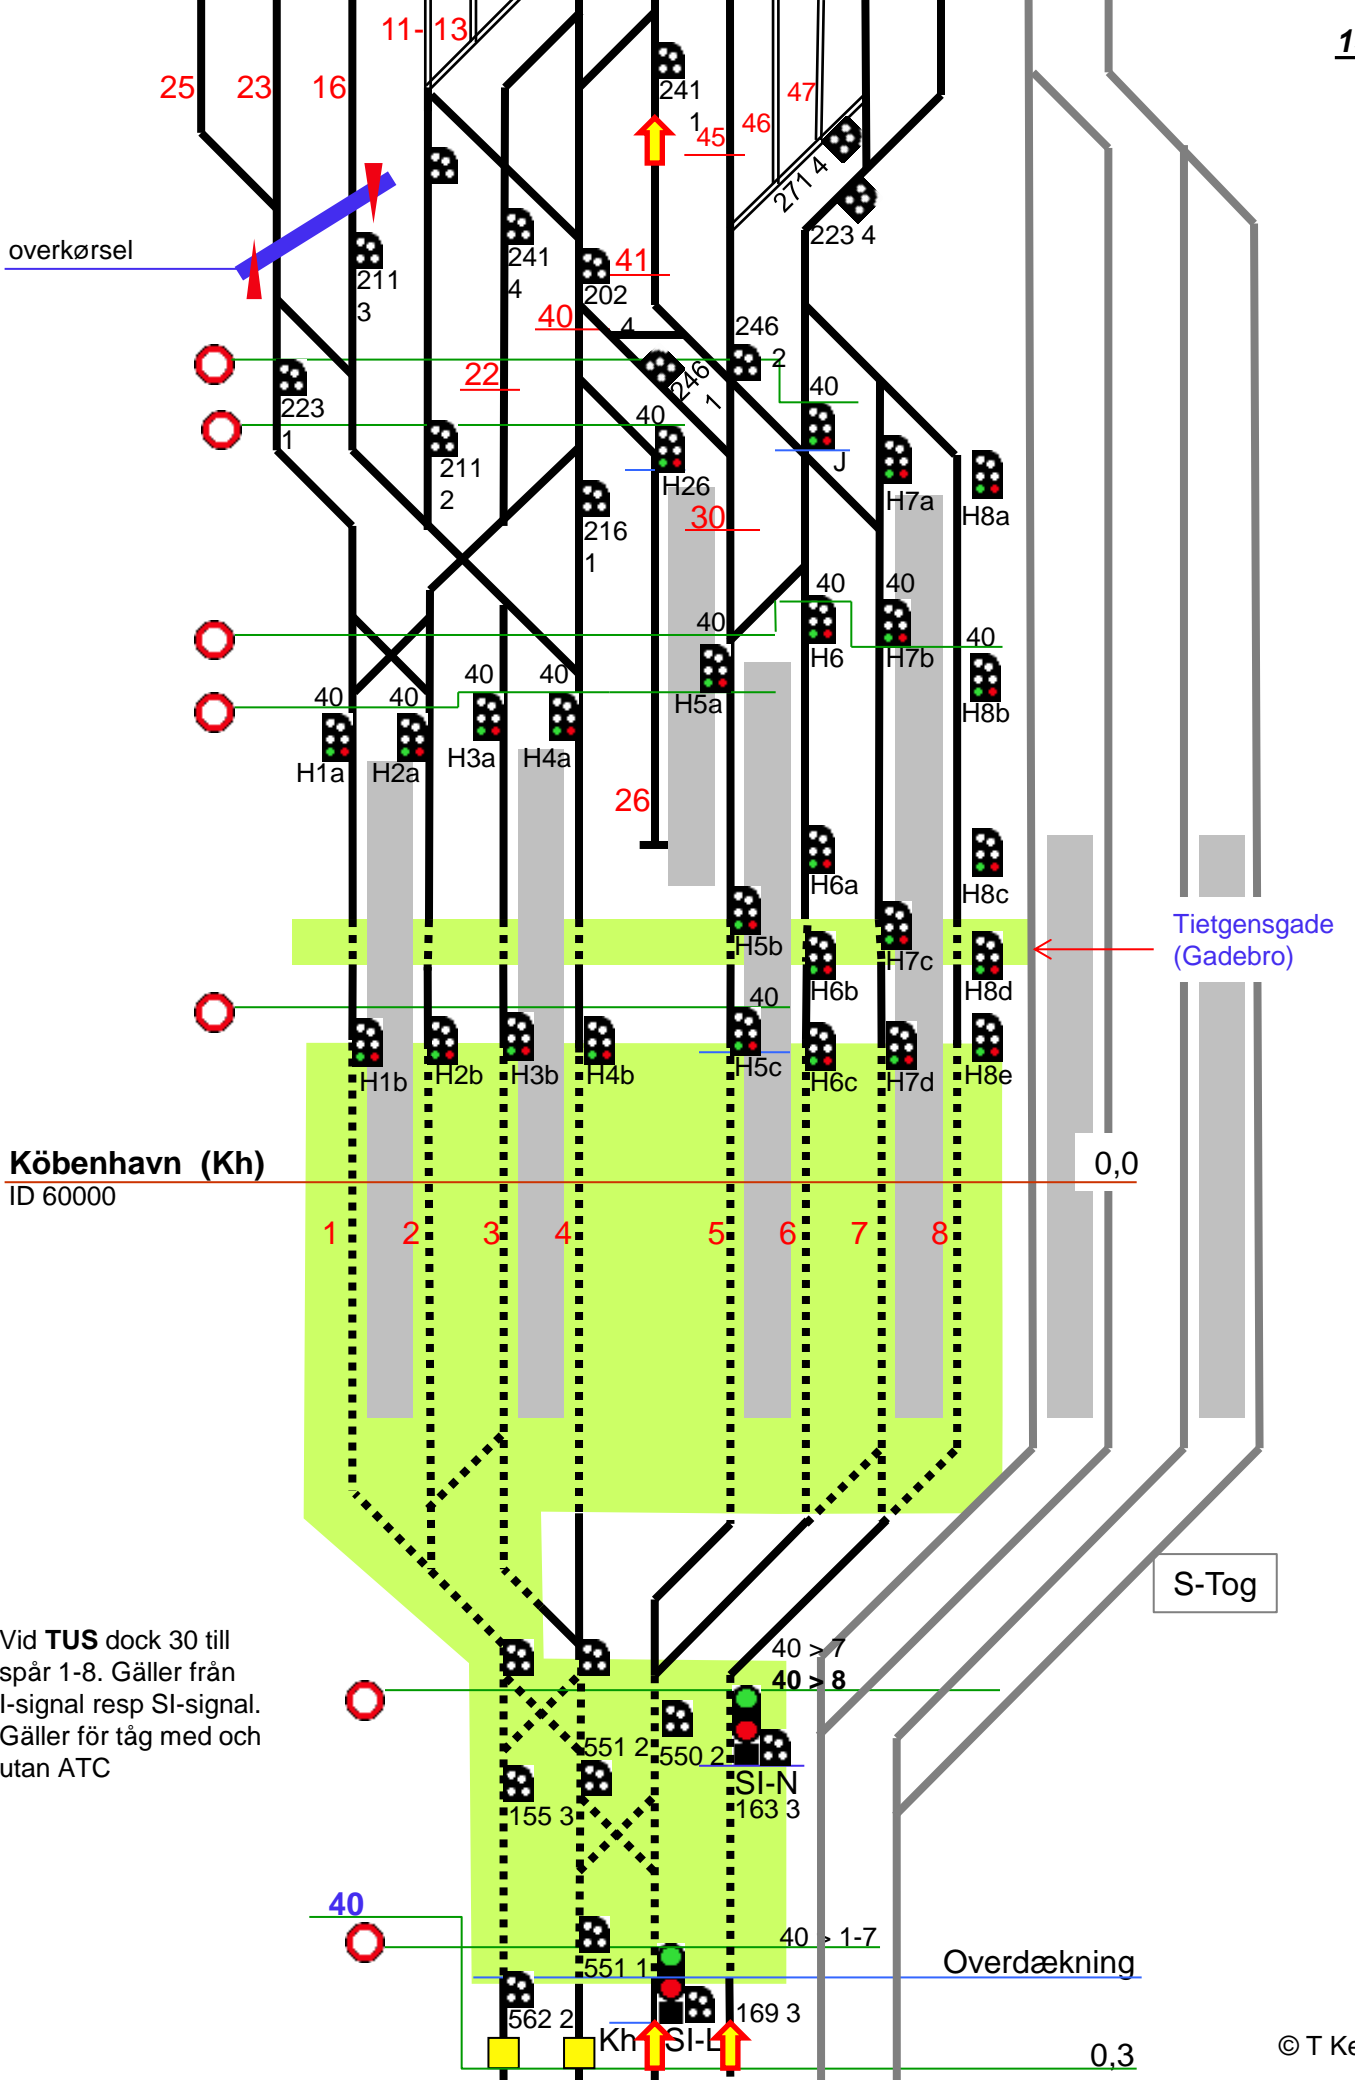 11- 13
1
25
23
16
241
1
45
46
47
271 4
223 4
overkørsel
211
3
241
4
202
4
41
40
246
2
22
246
1
40
223
1
40
211
2
H26
J
H7a
H8a
30
216
1
40
40
40
40
H6
H7b
H5a
H8b
40
40
40
40
H1a
H2a
H3a
H4a
26
H6a
H8c
Tietgensgade
(Gadebro)
H5b
H7c
H6b
H8d
40
H1b
H2b
H3b
H4b
H5c
H6c
H7d
H8e
Köbenhavn (Kh)
0,0
ID 60000
1
2
3
4
5
6
7
8
S-Tog
Vid TUS dock 30 till
spår 1-8. Gäller från
I-signal resp SI-signal.
Gäller för tåg med och
utan ATC
40 > 7
40 > 8
551 2
550 2
SI-N
155 3
163 3
40
40 > 1-7
551 1
Overdækning
562 2
169 3
Kh
SI-L
0,3
© T Ke